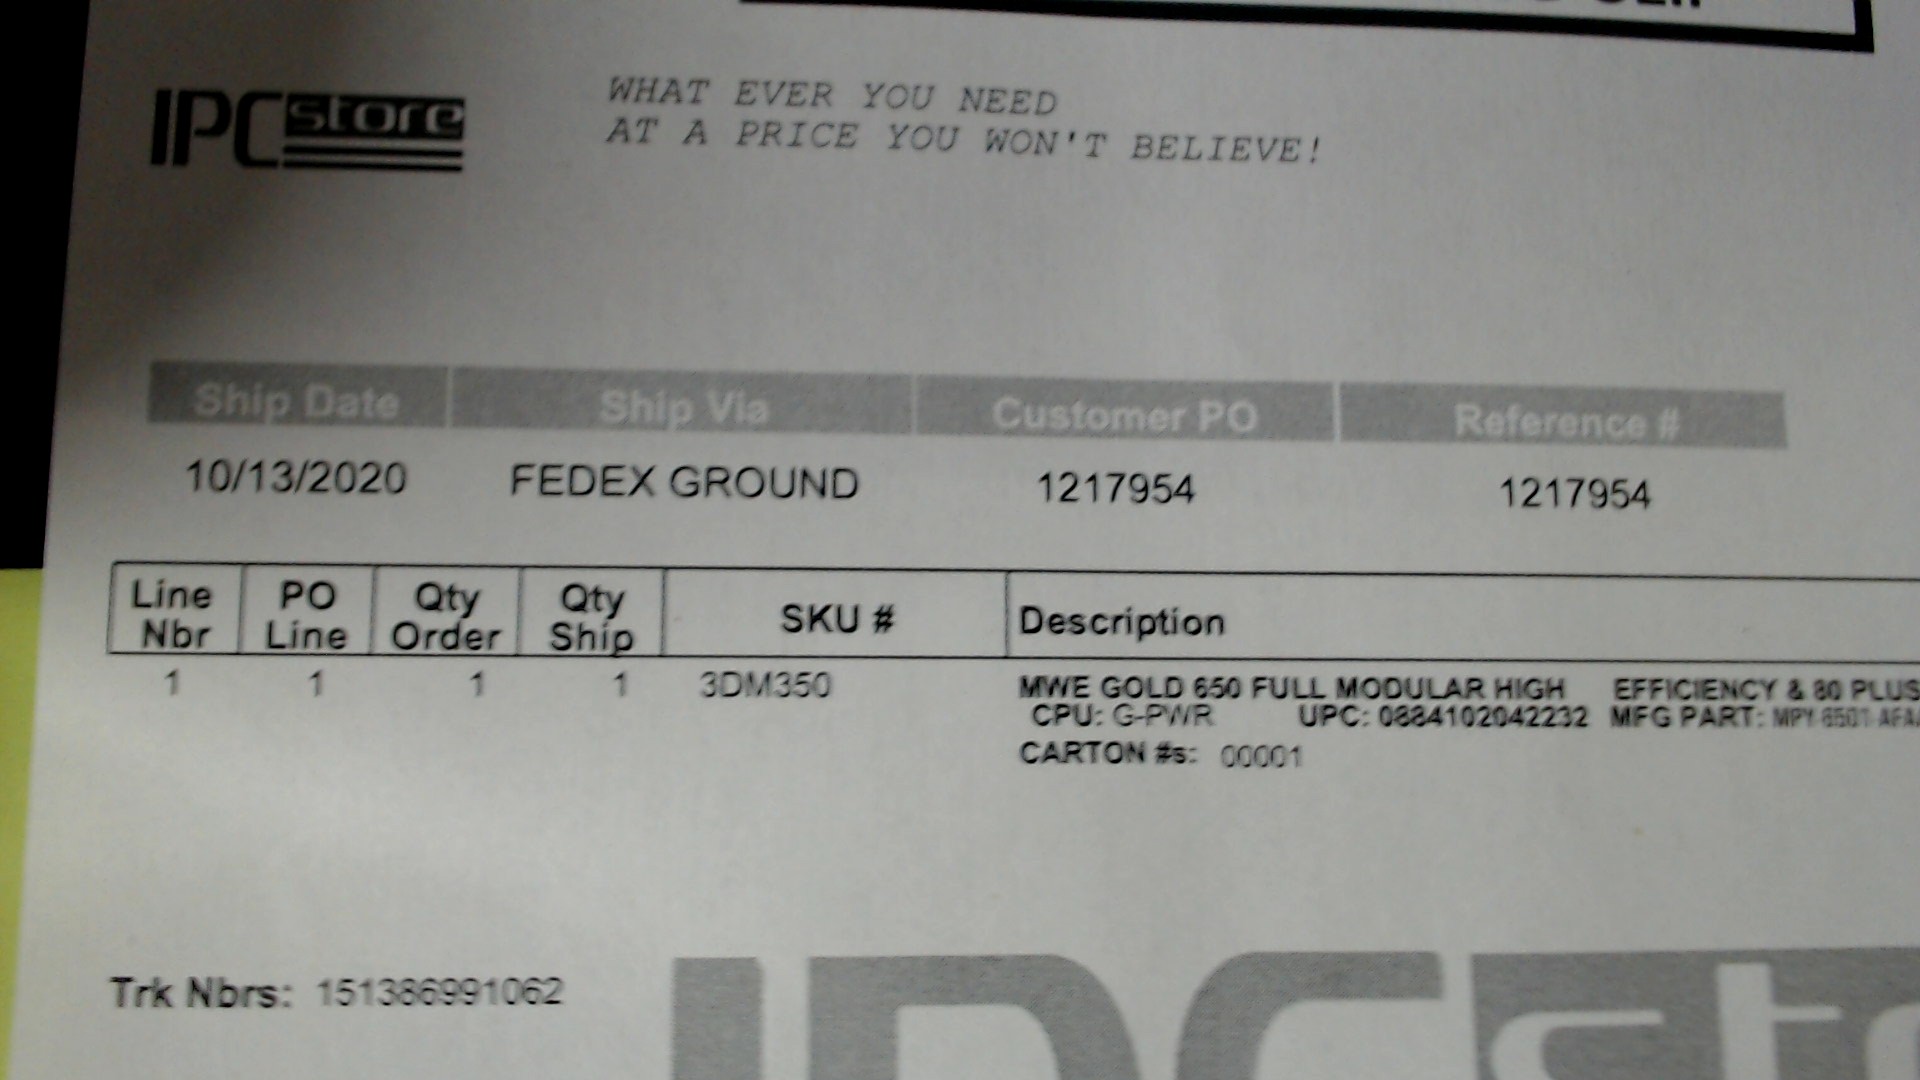 IPC store
WHAT EVER YOU NEED
AT A PRICE YOU WON'T BELIEVE!
Ship Date Ship Via Customer PO Reference #
10/13/2020 FEDEX GROUND 1217954 1217954
Line Nbr PO Line Qty Order Qty Ship SKU # Description
1 1 1 1 3DM350 MWE GOLD 650 FULL MODULAR HIGH EFFICIENCY & 80 PLUS
CPU: G-PWR UPC: 0884102042232 MFG PART:
CARTON #s: 00001
Trk Nbrs: 151386991062
IPC sto